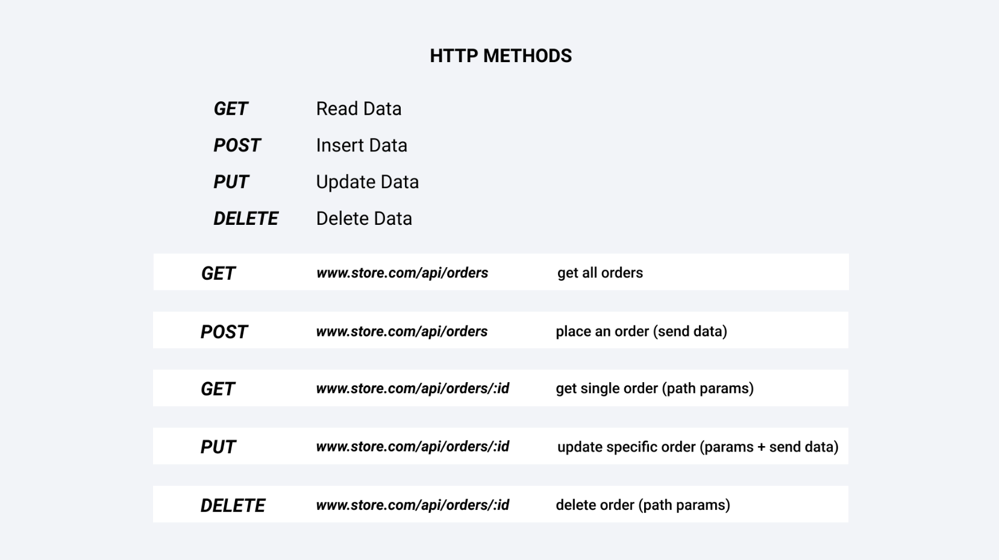 HTTP METHODS
GET Read Data
POST Insert Data
PUT Update Data
DELETE Delete Data
GET www.store.com/api/orders get all orders
POST www.store.com/api/orders place an order (send data)
GET www.store.com/api/orders/:id get single order (path params)
PUT www.store.com/api/orders/:id update specific order (params + send data)
DELETE www.store.com/api/orders/:id delete order (path params)